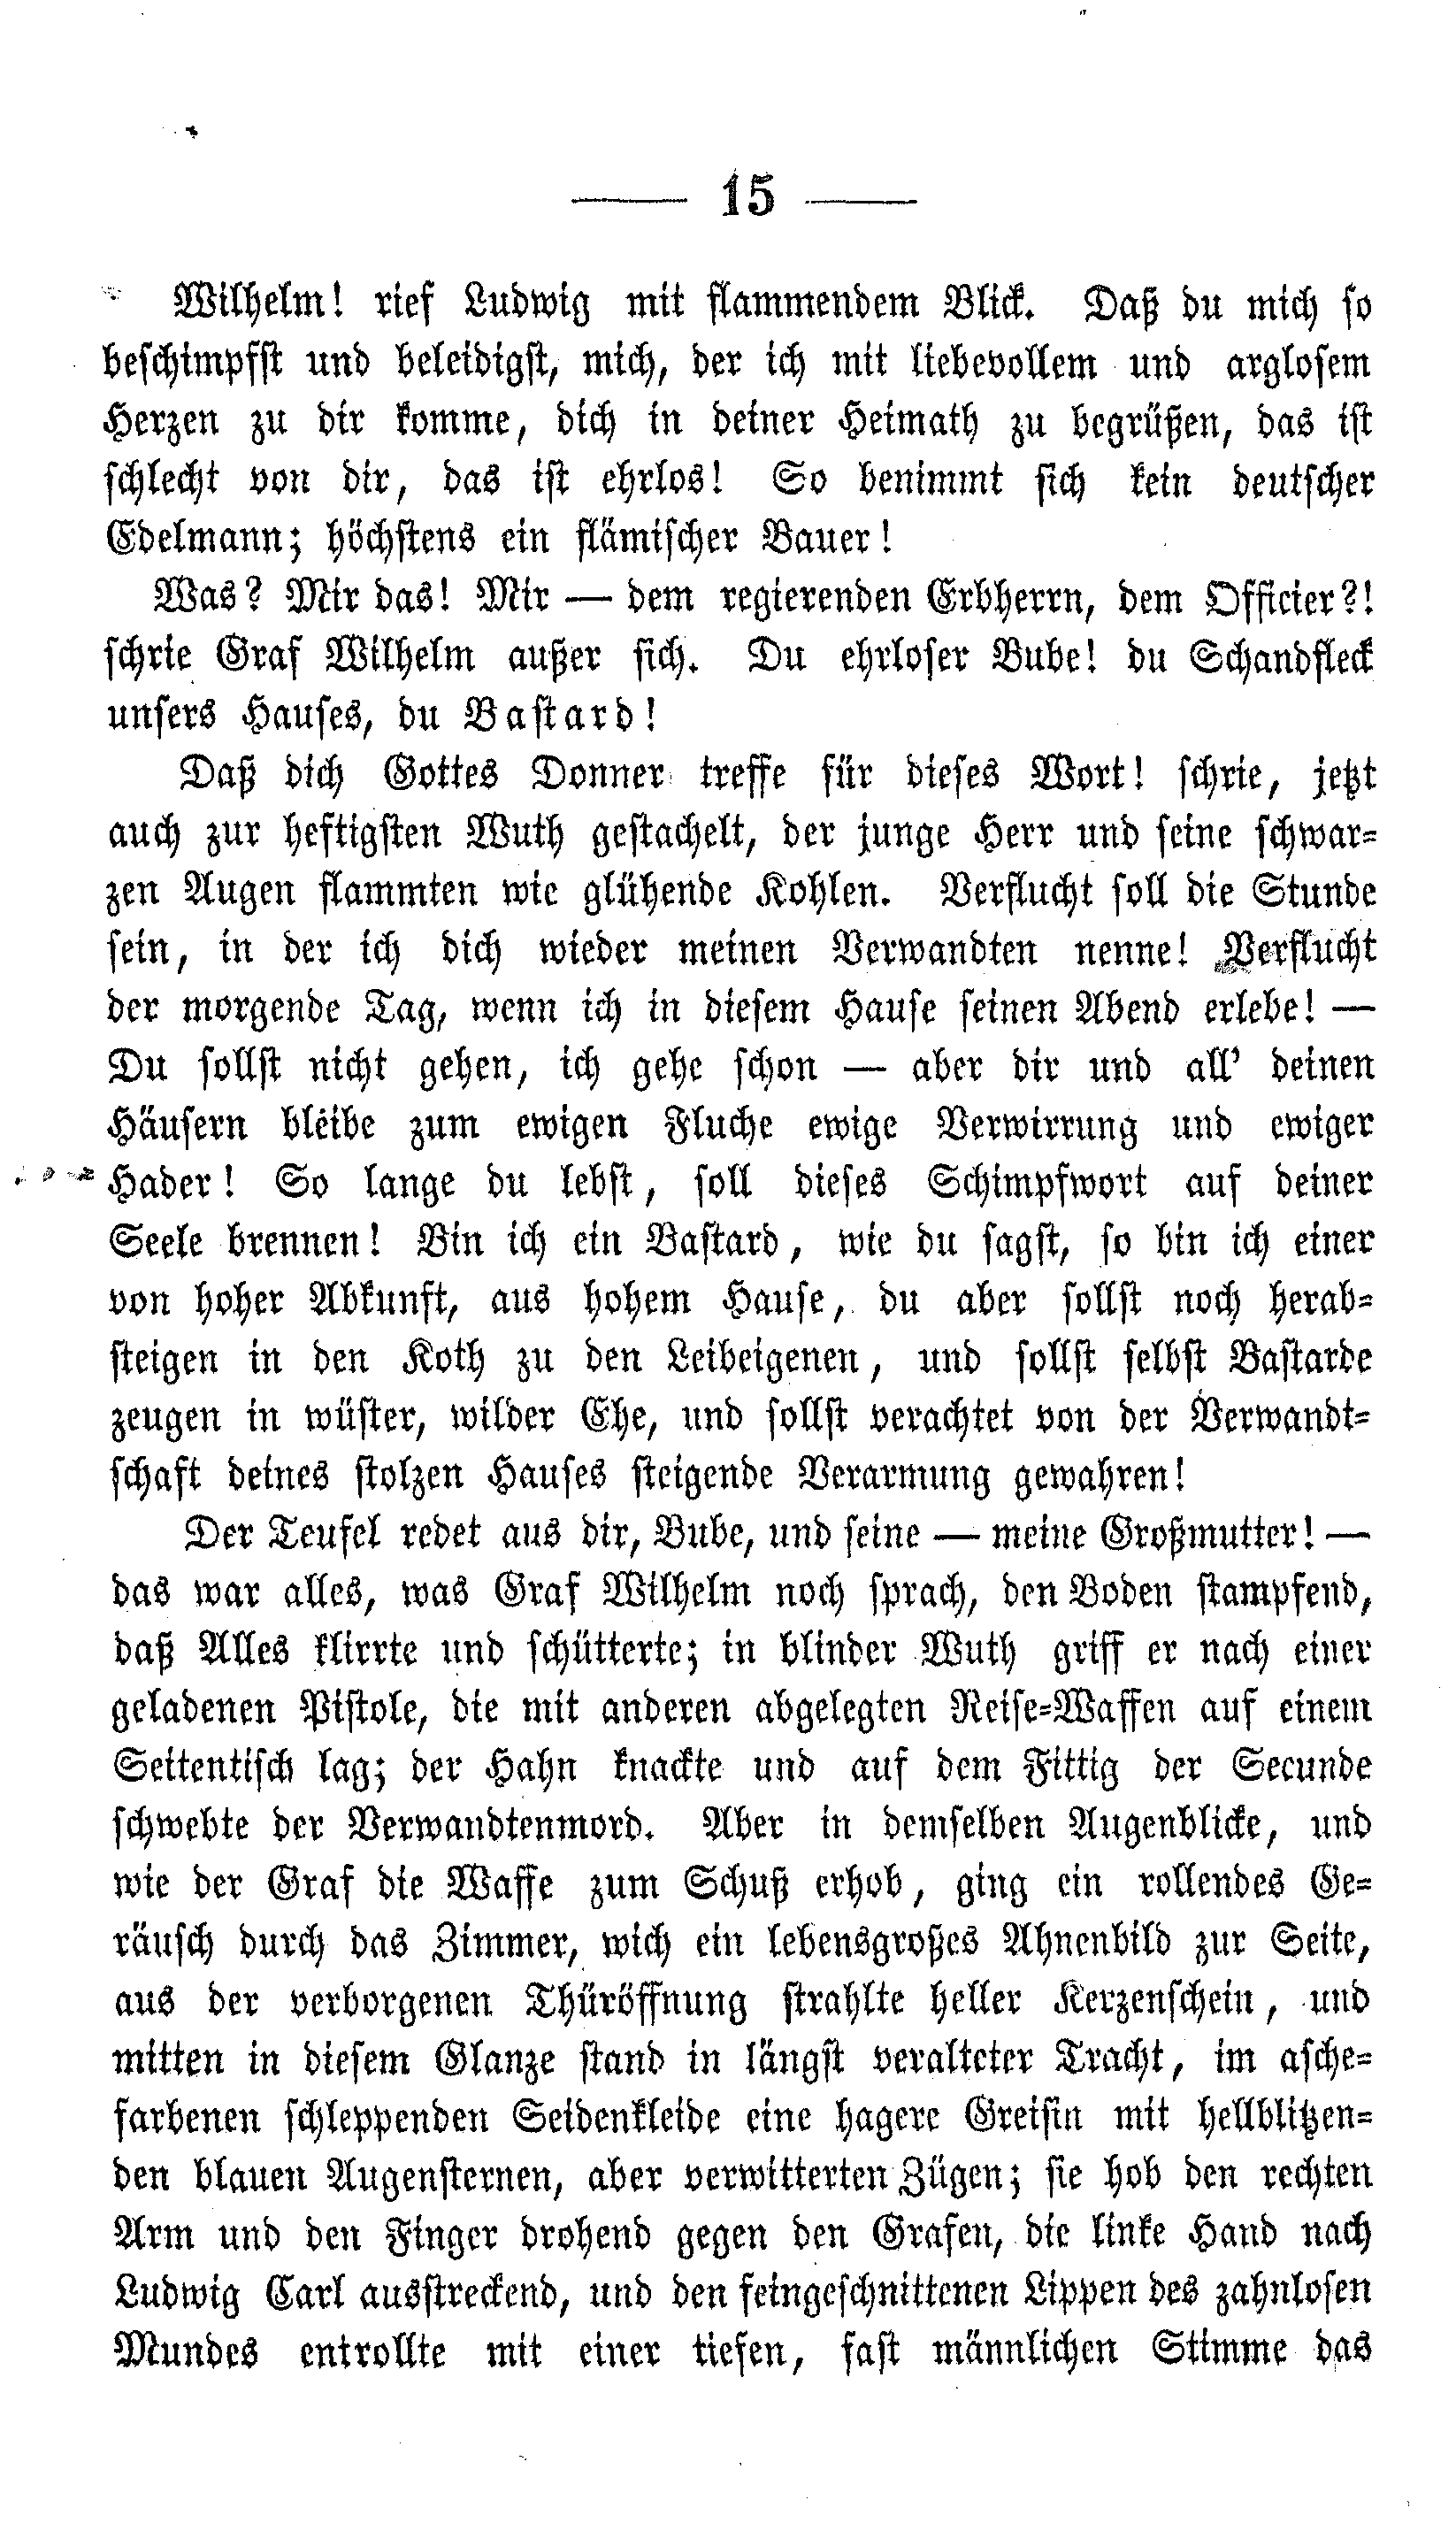 — 15 —
Wilhelm! rief Ludwig mit flammendem Blick. Daß du mich so
beschimpfst und beleidigst, mich, der ich mit liebevollem und arglosem
Herzen zu dir komme, dich in deiner Heimath zu begrüßen, das ist
schlecht von dir, das ist ehrlos! So benimmt sich kein deutscher
Edelmann; höchstens ein flämischer Bauer!
Was? Mir das! Mir — dem regierenden Erbherrn, dem Officier?!
schrie Graf Wilhelm außer sich. Du ehrloser Bube! du Schandfleck
unsers Hauses, du Bastard!
Daß dich Gottes Donner treffe für dieses Wort! schrie, jetzt
auch zur heftigsten Wuth gestachelt, der junge Herr und seine schwar=
zen Augen flammten wie glühende Kohlen. Verflucht soll die Stunde
sein, in der ich dich wieder meinen Verwandten nenne! Verflucht
der morgende Tag, wenn ich in diesem Hause seinen Abend erlebe! —
Du sollst nicht gehen, ich gehe schon — aber dir und all' deinen
Häusern bleibe zum ewigen Fluche ewige Verwirrung und ewiger
Hader! So lange du lebst, soll dieses Schimpfwort auf deiner
Seele brennen! Bin ich ein Bastard, wie du sagst, so bin ich einer
von hoher Abkunft, aus hohem Hause, du aber sollst noch herab=
steigen in den Koth zu den Leibeigenen, und sollst selbst Bastarde
zeugen in wüster, wilder Ehe, und sollst verachtet von der Verwandt=
schaft deines stolzen Hauses steigende Verarmung gewahren!
Der Teufel redet aus dir, Bube, und seine — meine Großmutter! —
das war alles, was Graf Wilhelm noch sprach, den Boden stampfend,
daß Alles klirrte und schütterte; in blinder Wuth griff er nach einer
geladenen Pistole, die mit anderen abgelegten Reise=Waffen auf einem
Seitentisch lag; der Hahn knackte und auf dem Fittig der Secunde
schwebte der Verwandtenmord. Aber in demselben Augenblicke, und
wie der Graf die Waffe zum Schuß erhob, ging ein rollendes Ge=
räusch durch das Zimmer, wich ein lebensgroßes Ahnenbild zur Seite,
aus der verborgenen Thüröffnung strahlte heller Kerzenschein, und
mitten in diesem Glanze stand in längst veralteter Tracht, im asche=
farbenen schleppenden Seidenkleide eine hagere Greisin mit hellblitzen=
den blauen Augensternen, aber verwitterten Zügen; sie hob den rechten
Arm und den Finger drohend gegen den Grafen, die linke Hand nach
Ludwig Carl ausstreckend, und den feingeschnittenen Lippen des zahnlosen
Mundes entrollte mit einer tiefen, fast männlichen Stimme das